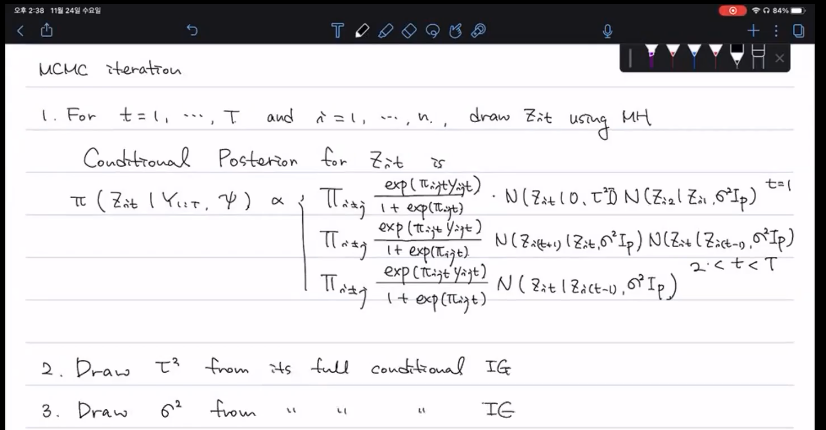 오후 2:38 11월 24일 수요일 84%
MCMC iteration
1. For t=1, ..., T and i=1, ..., n., draw Zit using MH
Conditional Posterior for Zit is
π(Zit | Y1:T, ψ) ∝ { Πi≠j exp(πijt yijt) / 1 + exp(πijt) · N(Zit | 0, τ²I) N(Zi2 | Zi1, σ²Ip) t=1
Πi≠j exp(πijt yijt) / 1 + exp(πijt) N(Zi(t+1) | Zit, σ²Ip) N(Zit | Zi(t-1), σ²Ip)
2 < t < T
Πi≠j exp(πijt yijt) / 1 + exp(πijt) N(Zit | Zi(t-1), σ²Ip)
2. Draw τ² from its full conditional IG
3. Draw σ² from " " " IG